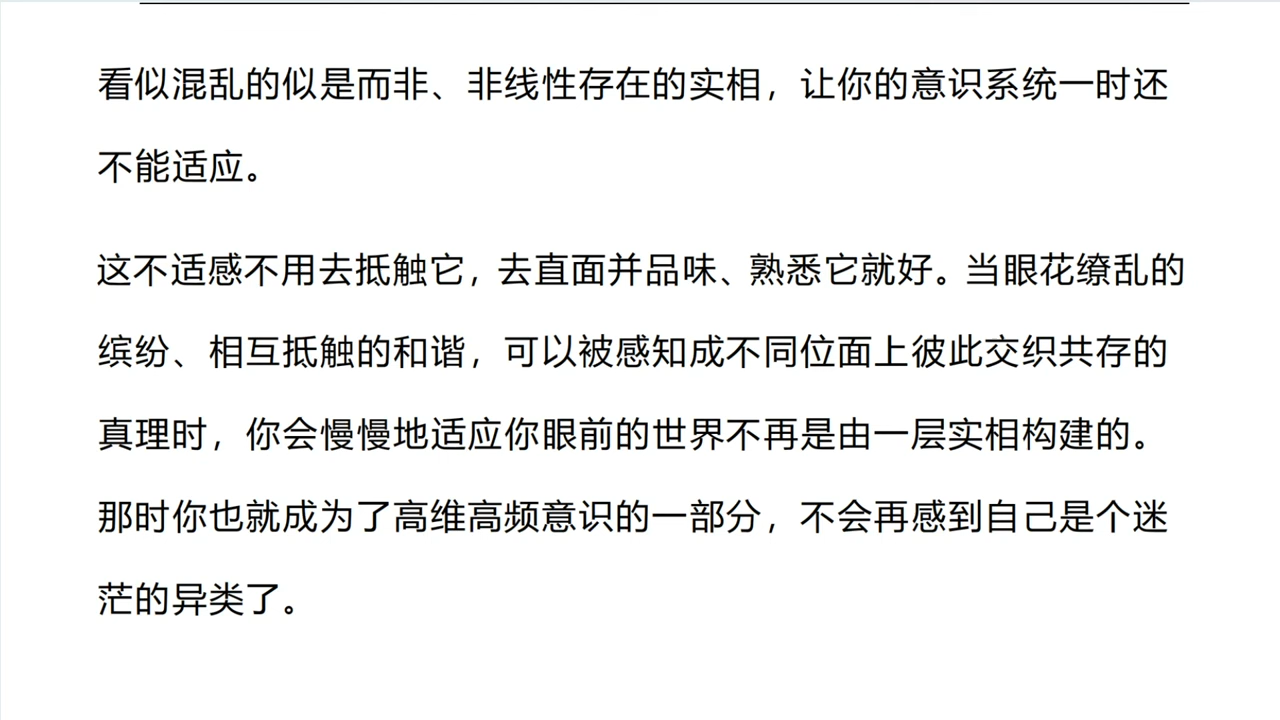 看似混乱的似是而非、非线性存在的实相，让你的意识系统一时还
不能适应。
这不适感不用去抵触它，去直面并品味、熟悉它就好。当眼花缭乱的
缤纷、相互抵触的和谐，可以被感知成不同位面上彼此交织共存的
真理时，你会慢慢地适应你眼前的世界不再是由一层实相构建的。
那时你也就成为了高维高频意识的一部分，不会再感到自己是个迷
茫的异类了。